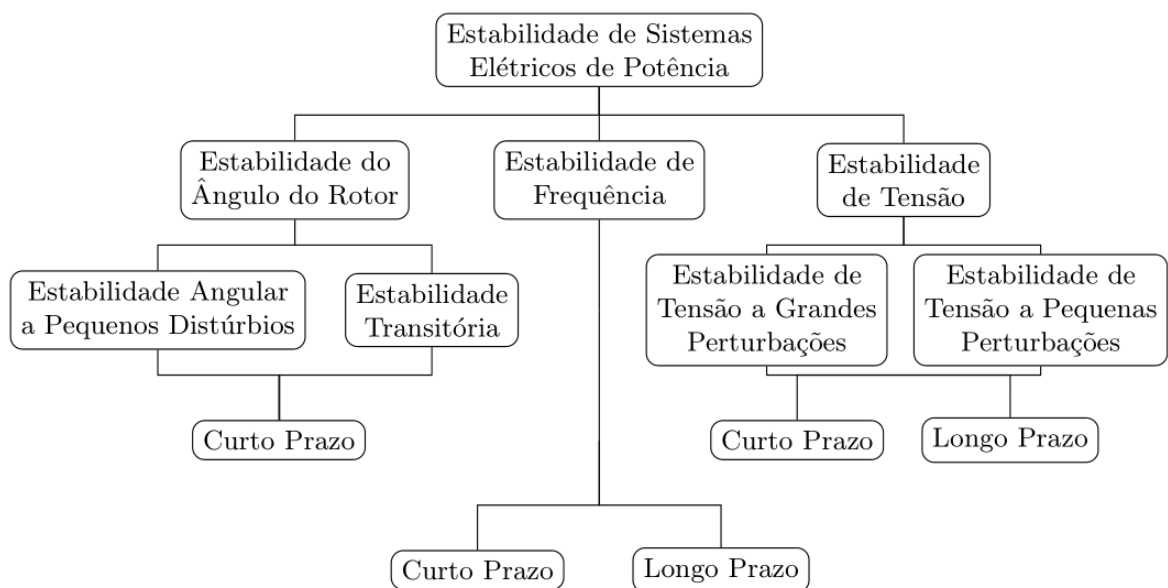 Estabilidade de Sistemas
Elétricos de Potência
Estabilidade do
Ângulo do Rotor
Estabilidade de
Frequência
Estabilidade
de Tensão
Estabilidade Angular
a Pequenos Distúrbios
Estabilidade
Transitória
Estabilidade de
Tensão a Grandes
Perturbações
Estabilidade de
Tensão a Pequenas
Perturbações
Curto Prazo
Curto Prazo
Longo Prazo
Curto Prazo
Longo Prazo